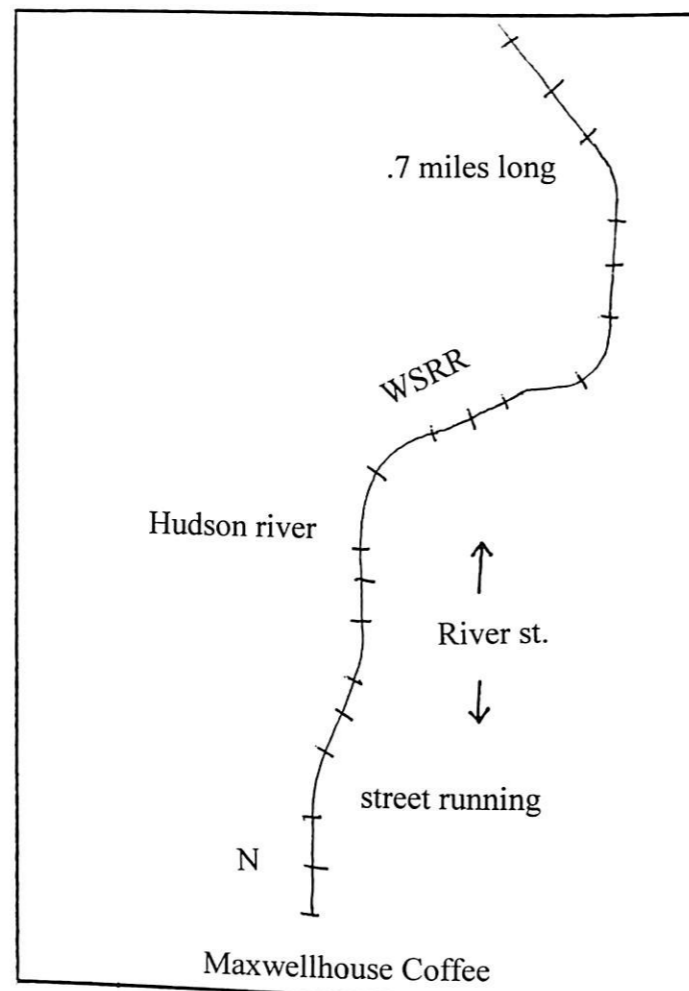 .7 miles long
WSRR
Hudson river
River st.
street running
N
Maxwellhouse Coffee